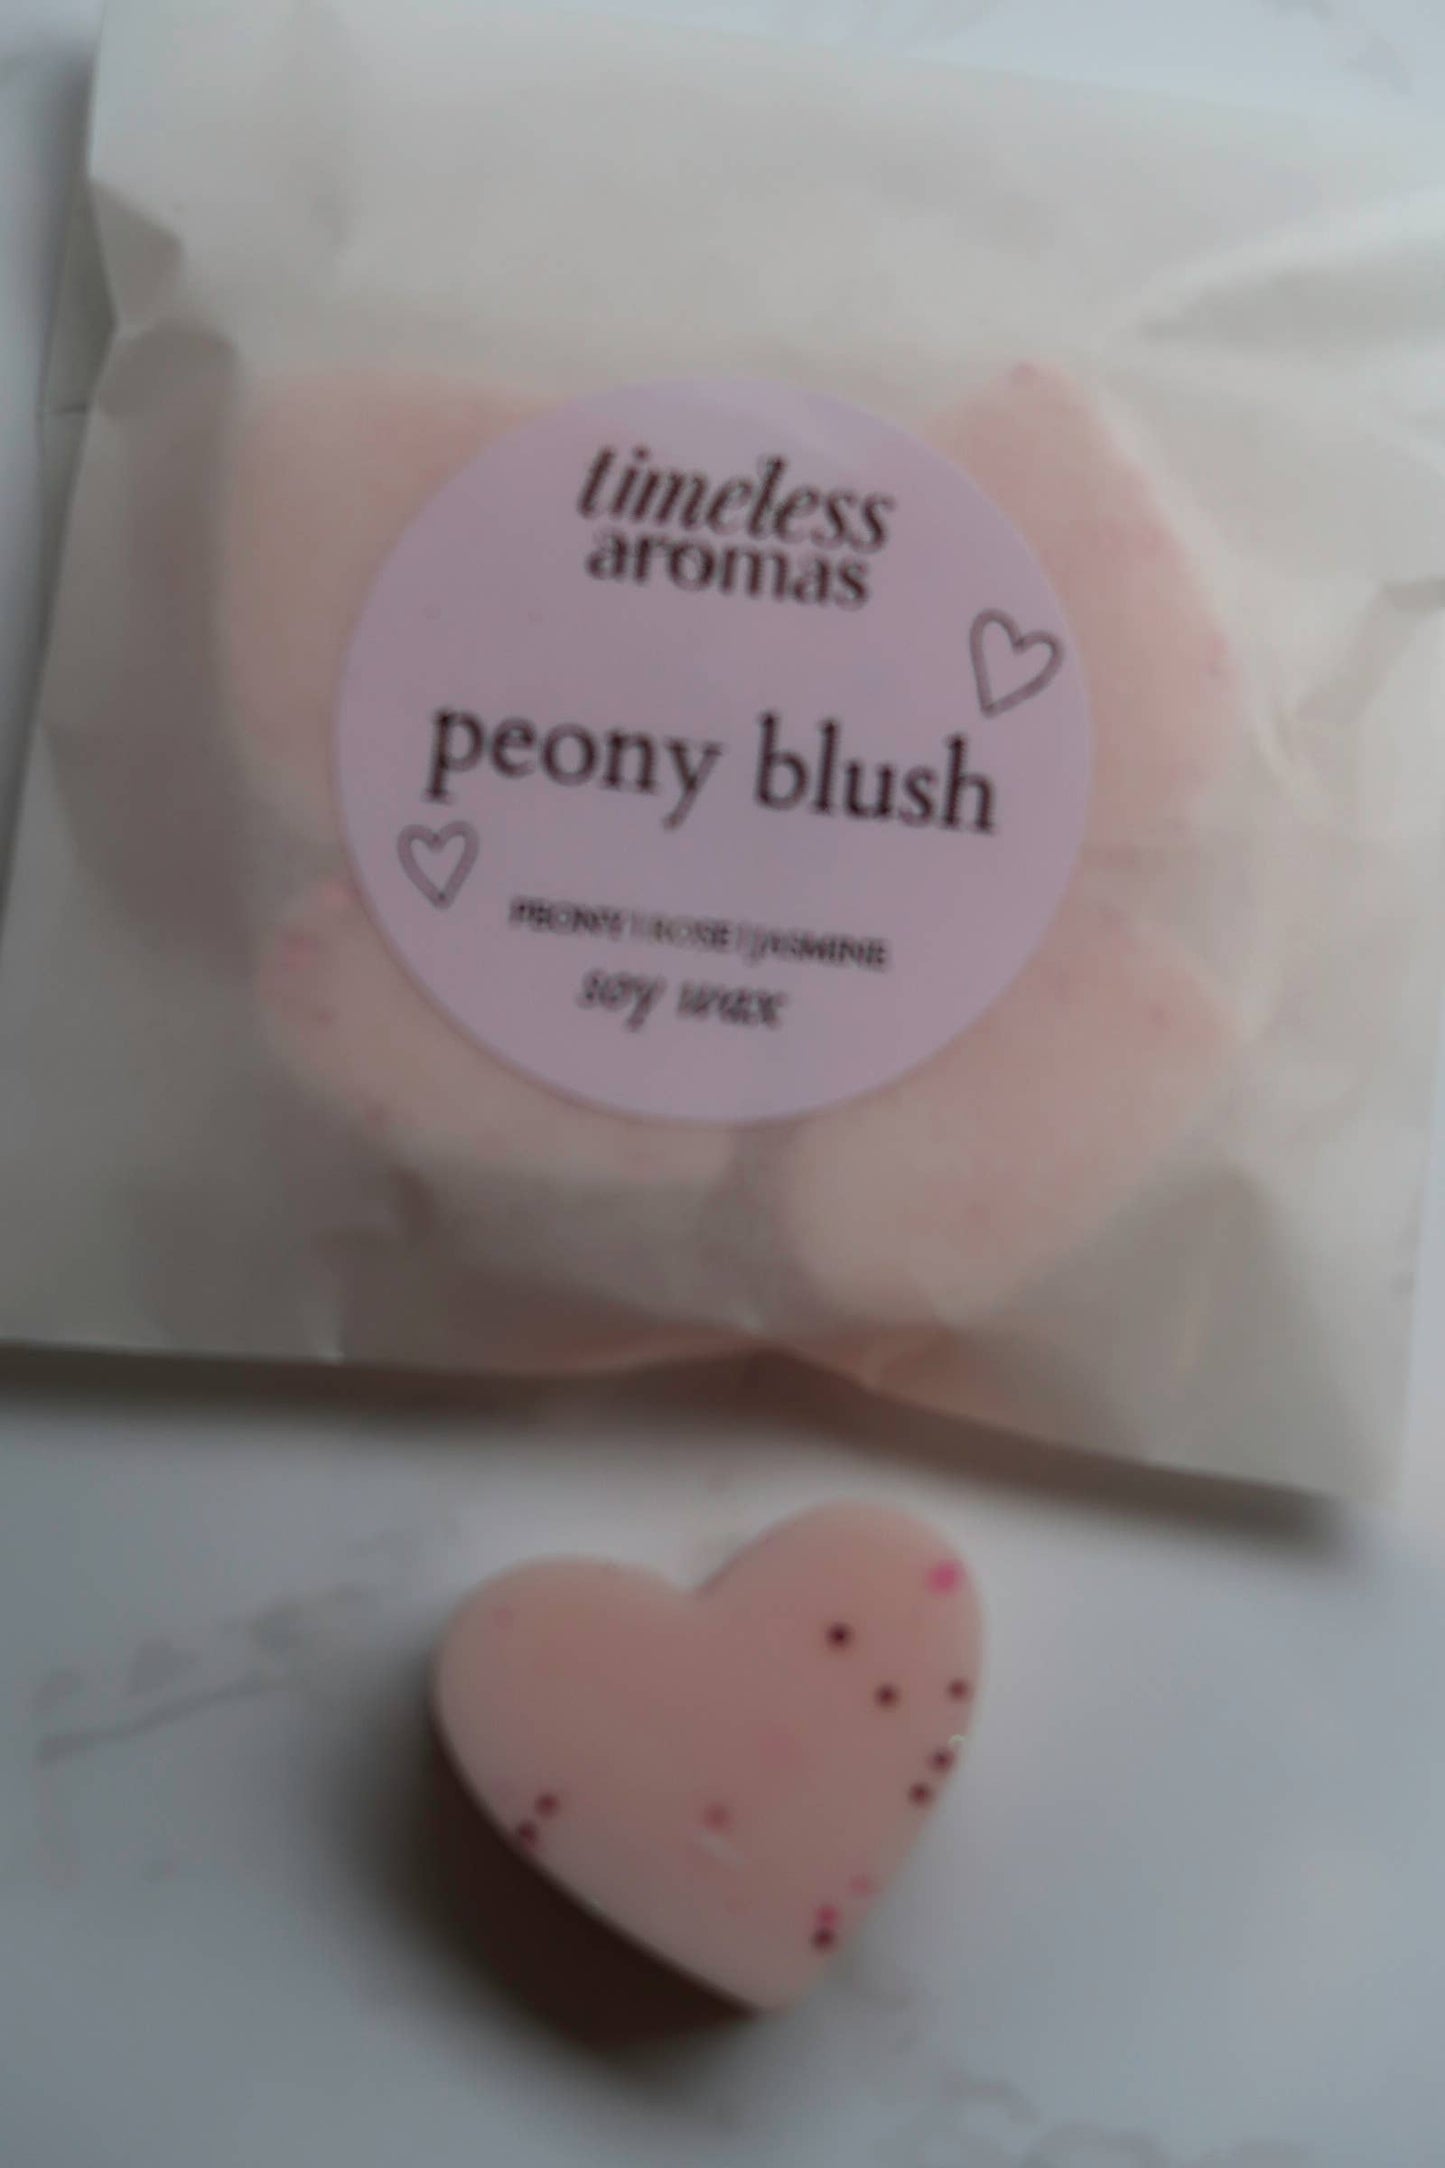 timeless
aromas
peony blush
PEONY | ROSE | JASMINE
soy wax